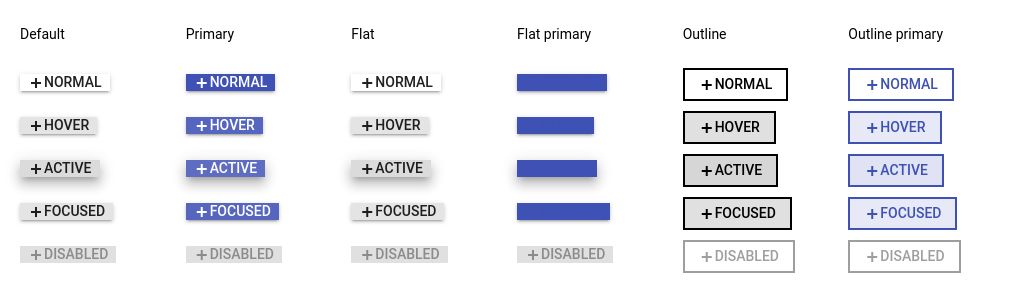 Default Primary Flat Flat primary Outline Outline primary
+NORMAL +NORMAL +NORMAL +NORMAL +NORMAL
+HOVER +HOVER +HOVER +HOVER +HOVER
+ACTIVE +ACTIVE +ACTIVE +ACTIVE +ACTIVE
+FOCUSED +FOCUSED +FOCUSED +FOCUSED +FOCUSED
+DISABLED +DISABLED +DISABLED +DISABLED +DISABLED +DISABLED